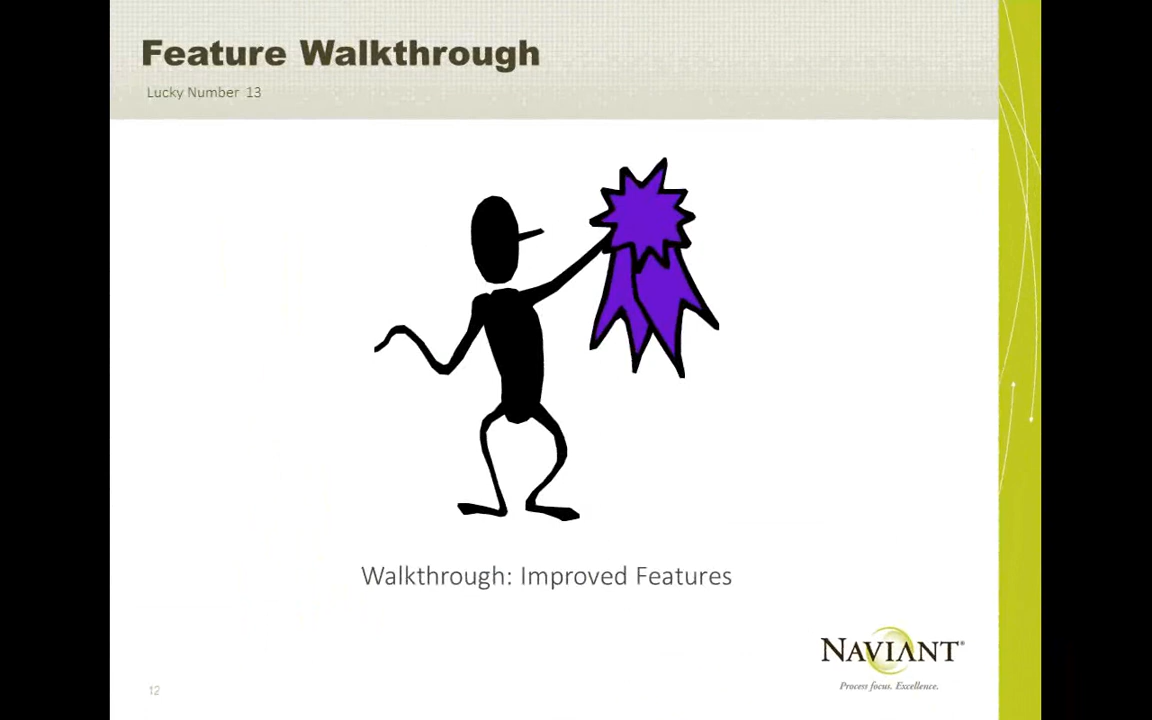 Feature Walkthrough
Lucky Number 13
Walkthrough: Improved Features
NAVIANT®
Process focus. Excellence.
12